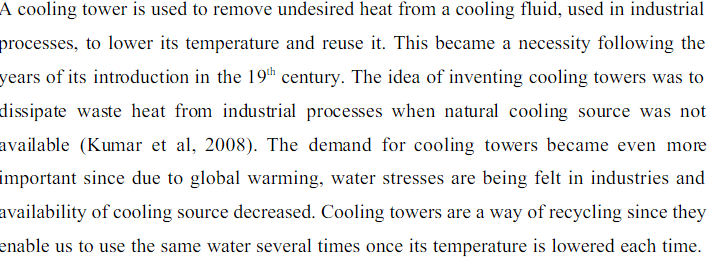 A cooling tower is used to remove undesired heat from a cooling fluid, used in industrial
processes, to lower its temperature and reuse it. This became a necessity following the
years of its introduction in the 19th century. The idea of inventing cooling towers was to
dissipate waste heat from industrial processes when natural cooling source was not
available (Kumar et al, 2008). The demand for cooling towers became even more
important since due to global warming, water stresses are being felt in industries and
availability of cooling source decreased. Cooling towers are a way of recycling since they
enable us to use the same water several times once its temperature is lowered each time.